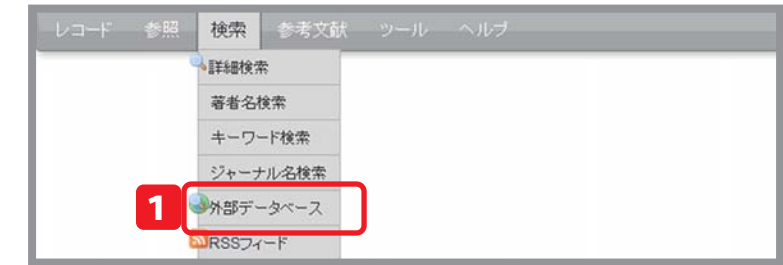 レコード 参照 検索 参考文献 ツール ヘルプ
詳細検索
著者名検索
キーワード検索
ジャーナル名検索
1 外部データベース
RSSフィード